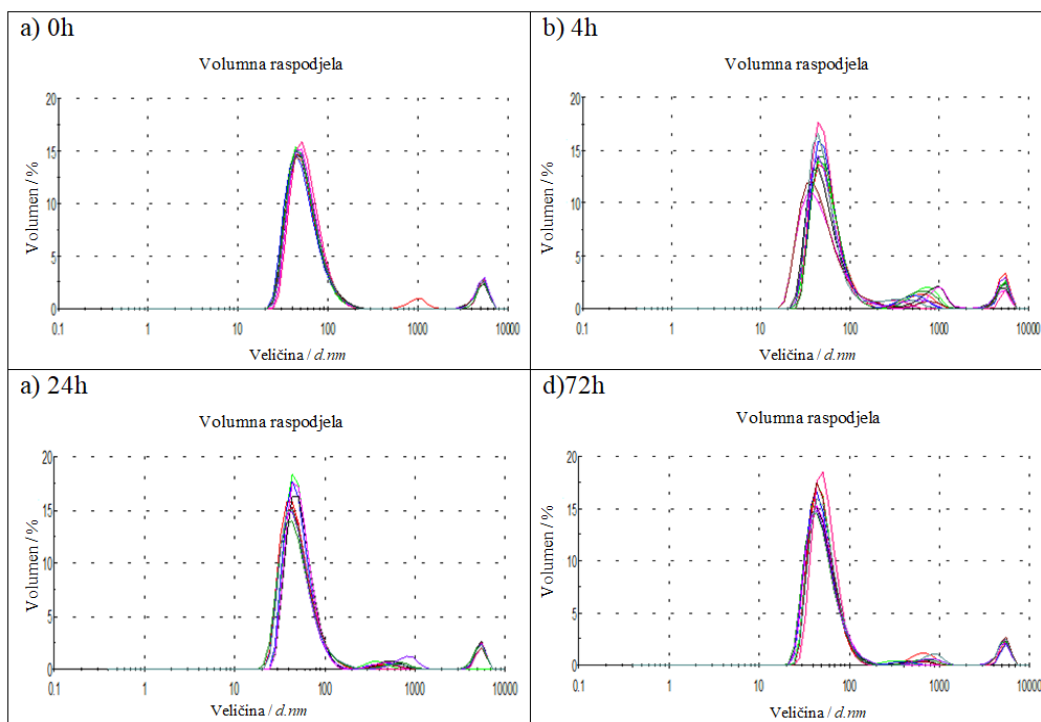 a) 0h
Volumna raspodjela
20
15
10
5
0
0.1 1 10 100 1000 10000
Volumen / %
Veličina / d.nm
b) 4h
Volumna raspodjela
20
15
10
5
0
0.1 1 10 100 1000 10000
Volumen / %
Veličina / d.nm
a) 24h
Volumna raspodjela
20
15
10
5
0
0.1 1 10 100 1000 10000
Volumen / %
Veličina / d.nm
d)72h
Volumna raspodjela
20
15
10
5
0
0.1 1 10 100 1000 10000
Volumen / %
Veličina / d.nm